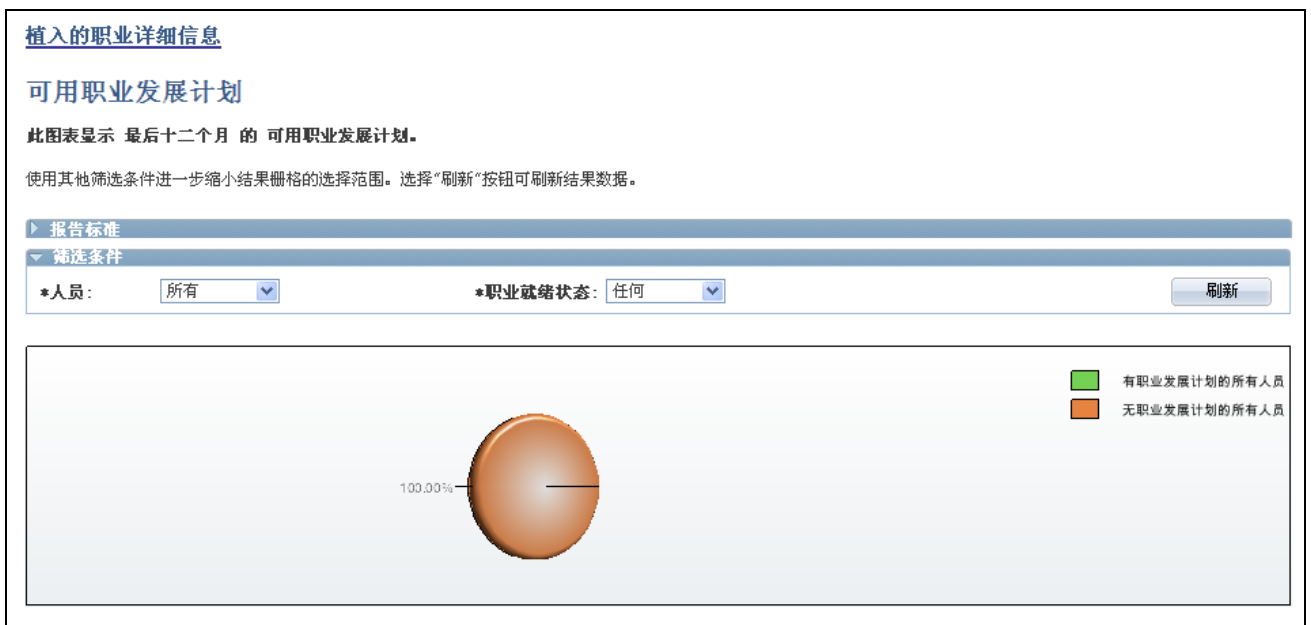 植入的职业详细信息
可用职业发展计划
此图表显示 最后十二个月 的 可用职业发展计划。
使用其他筛选条件进一步缩小结果栅格的选择范围。选择“刷新”按钮可刷新结果数据。
报告标准
筛选条件
*人员: 所有 *职业就绪状态: 任何 刷新
有职业发展计划的所有人员
无职业发展计划的所有人员
100.00%